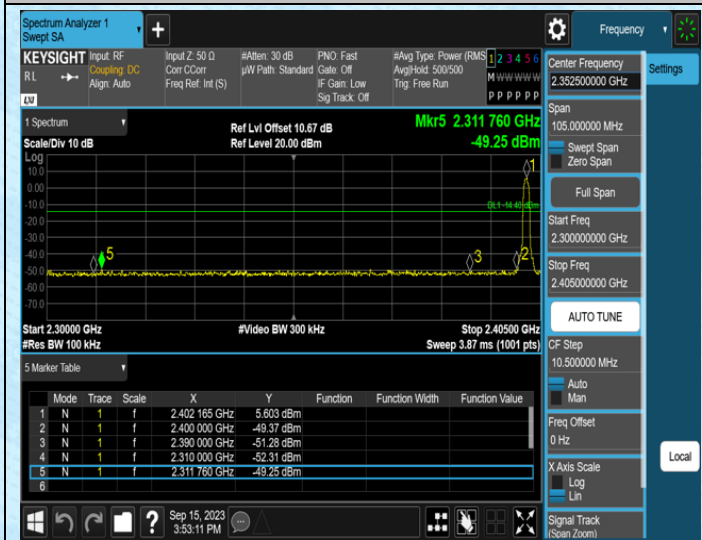 Spectrum Analyzer 1
Swept SA
+
Frequency
KEYSIGHT
RL
LXI
Input: RF
Coupling: DC
Align: Auto
Input Z: 50 Ω
Corr CCorr
Freq Ref: Int (S)
#Atten: 30 dB
µW Path: Standard
PNO: Fast
Gate: Off
IF Gain: Low
Sig Track: Off
#Avg Type: Power (RMS
Avg|Hold: 500/500
Trig: Free Run
1 2 3 4 5 6
M W W W W W
P P P P P P
Center Frequency
2.352500000 GHz
Settings
1 Spectrum
Scale/Div 10 dB
Ref Lvl Offset 10.67 dB
Ref Level 20.00 dBm
Mkr5 2.311 760 GHz
-49.25 dBm
Span
105.000000 MHz
Swept Span
Zero Span
Full Span
Start Freq
2.300000000 GHz
Stop Freq
2.405000000 GHz
AUTO TUNE
CF Step
10.500000 MHz
Auto
Man
Freq Offset
0 Hz
X Axis Scale
Log
Lin
Signal Track
(Span Zoom)
Local
Log
10.0
0.00
-10.0
-20.0
-30.0
-40.0
-50.0
-60.0
-70.0
1
DL1 -14.40 dBm
5
3
2
Start 2.30000 GHz
#Res BW 100 kHz
#Video BW 300 kHz
Stop 2.40500 GHz
Sweep 3.87 ms (1001 pts)
5 Marker Table
Mode Trace Scale X Y Function Function Width Function Value
1 N 1 f 2.402 165 GHz 5.603 dBm
2 N 1 f 2.400 000 GHz -49.37 dBm
3 N 1 f 2.390 000 GHz -51.28 dBm
4 N 1 f 2.310 000 GHz -52.31 dBm
5 N 1 f 2.311 760 GHz -49.25 dBm
6
?
Sep 15, 2023
3:53:11 PM